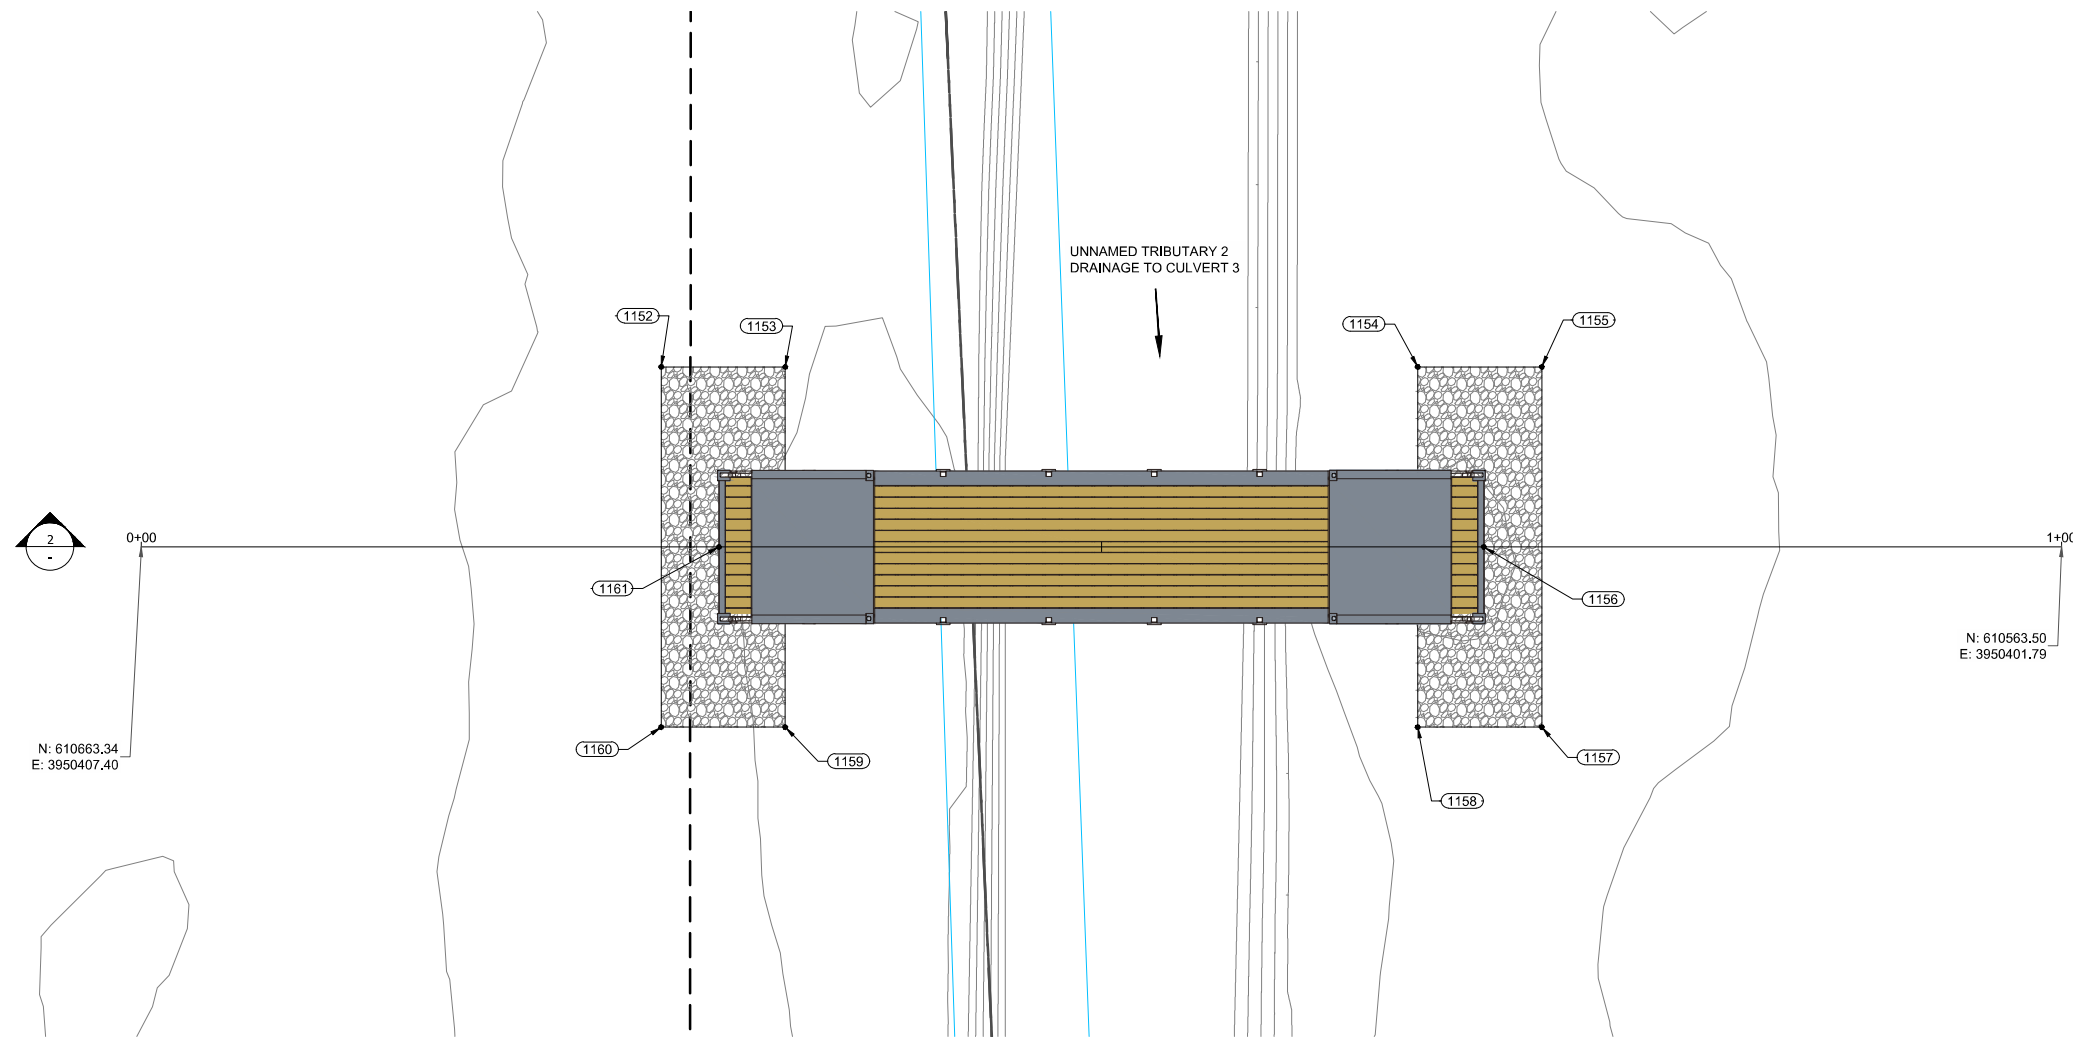 UNNAMED TRIBUTARY 2
DRAINAGE TO CULVERT 3
1152
1153
1154
1155
2
-
0+00
1+00
1161
1156
N: 610563.50
E: 3950401.79
N: 610663.34
E: 3950407.40
1160
1159
1157
1158